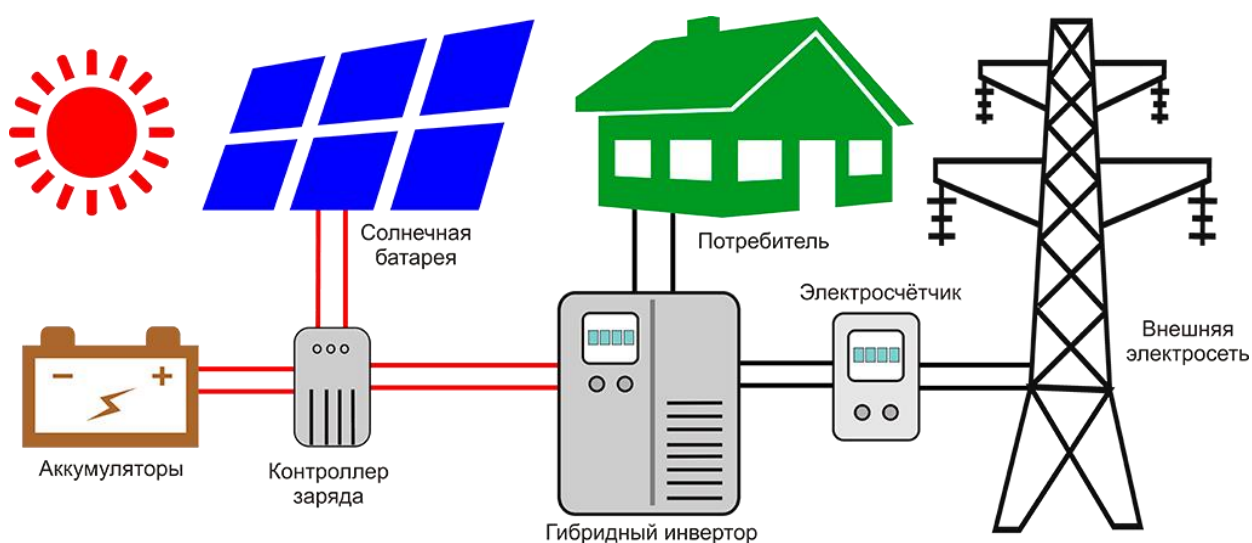 Солнечная
батарея
Потребитель
Электросчётчик
Внешняя
электросеть
Аккумуляторы
Контроллер
заряда
Гибридный инвертор